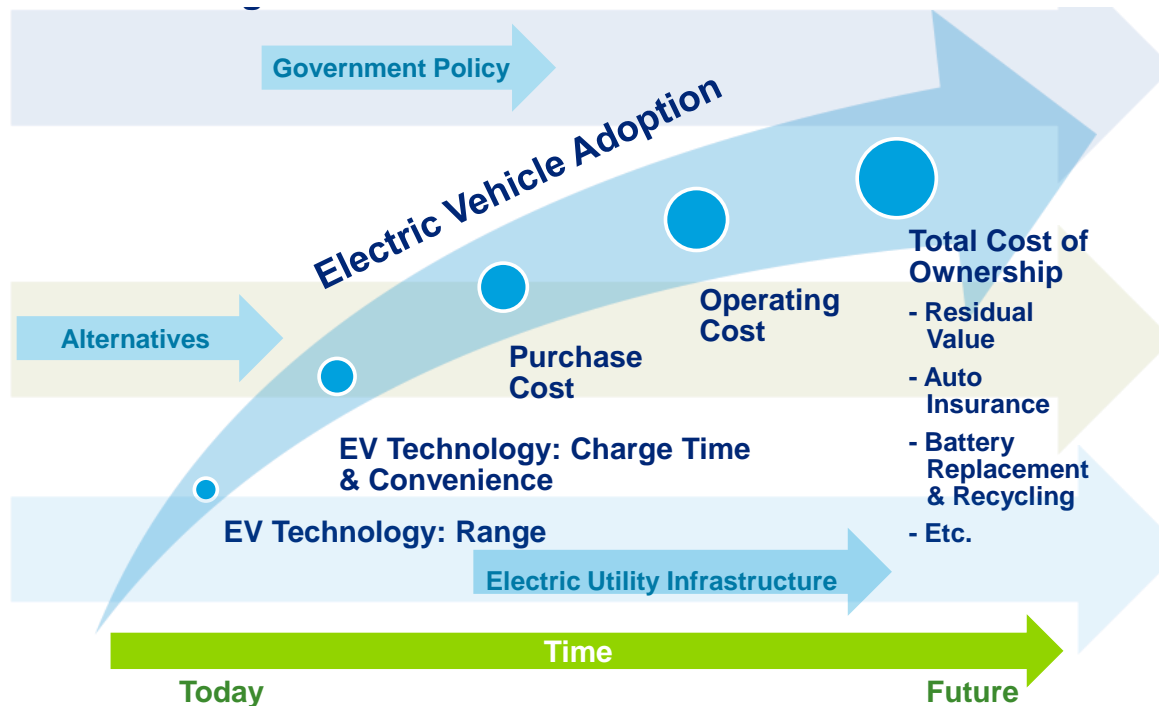 Government Policy
Electric Vehicle Adoption
Total Cost of
Ownership
- Residual
Value
- Auto
Insurance
- Battery
Replacement
& Recycling
- Etc.
Operating
Cost
Alternatives
Purchase
Cost
EV Technology: Charge Time
& Convenience
EV Technology: Range
Electric Utility Infrastructure
Time
Today
Future